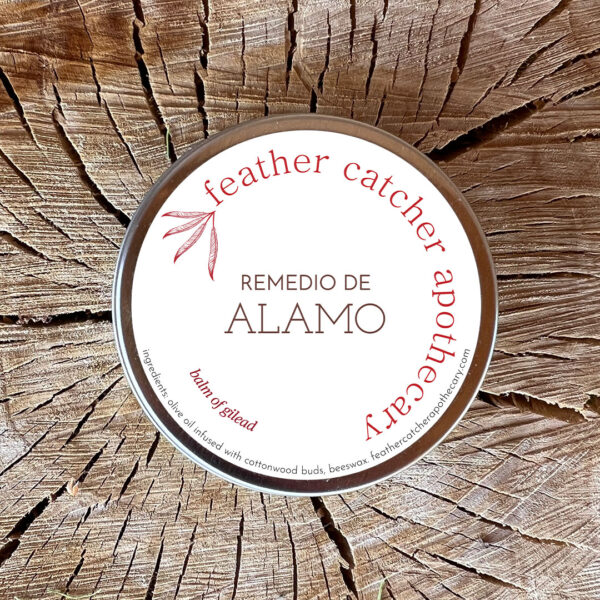 feather catcher apothecary
REMEDIO DE
ALAMO
balm of gilead
ingredients: olive oil infused with cottonwood buds, beeswax. feathercatcherapothecary.com